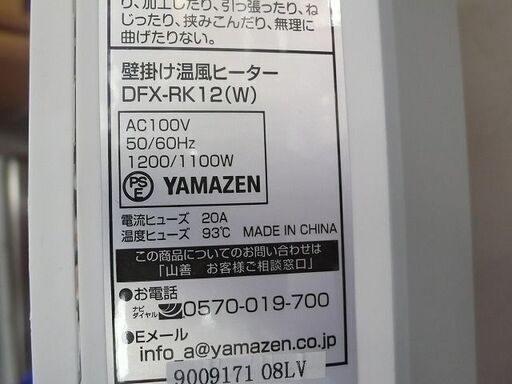 り、加工したり、引っ張ったり、ね
じったり、挟みこんだり、無理に
曲げたりない。
壁掛け温風ヒーター
DFX-RK12(W)
AC100V
50/60Hz
1200/1100W
PSE YAMAZEN
電流ヒューズ 20A
温度ヒューズ 93℃ MADE IN CHINA
この商品についてのお問い合わせは
「山善 お客様ご相談窓口」
●お電話
ナビダイヤル 0570-019-700
●Eメール
info_a@yamazen.co.jp
9009171 08LV